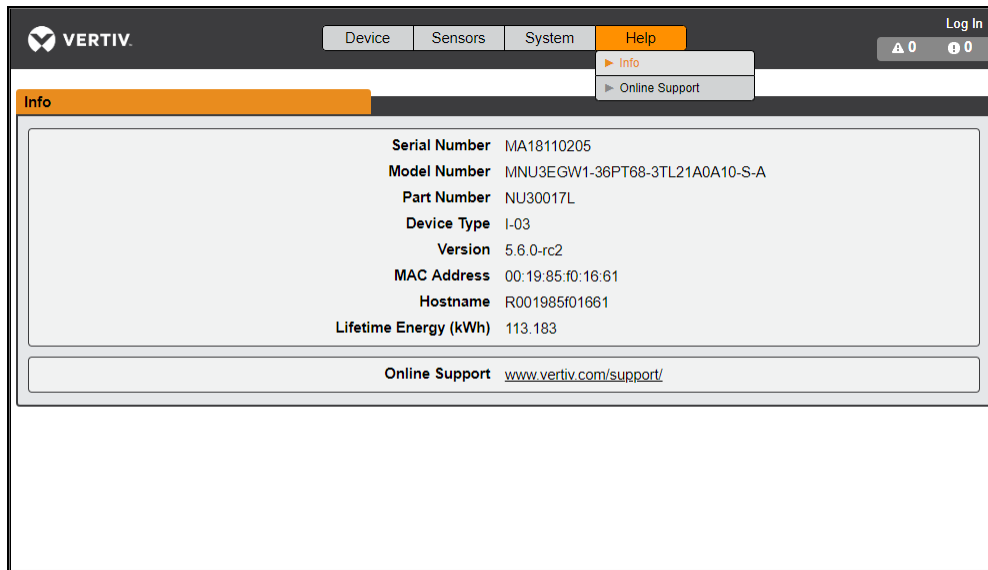 VERTIV.
Device Sensors System Help
Log In
0 0
Info
Online Support
Info
Serial Number MA18110205
Model Number MNU3EGW1-36PT68-3TL21A0A10-S-A
Part Number NU30017L
Device Type I-03
Version 5.6.0-rc2
MAC Address 00:19:85:f0:16:61
Hostname R001985f01661
Lifetime Energy (kWh) 113.183
Online Support www.vertiv.com/support/